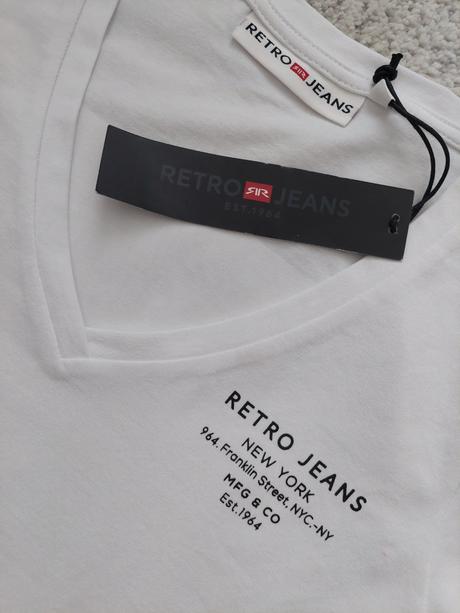 RETRO RJR JEANS
RETRO RJR JEANS
EST.1964
RETRO JEANS
NEW YORK
964. Franklin Street, NYC.-NY
MFG & CO
Est.1964